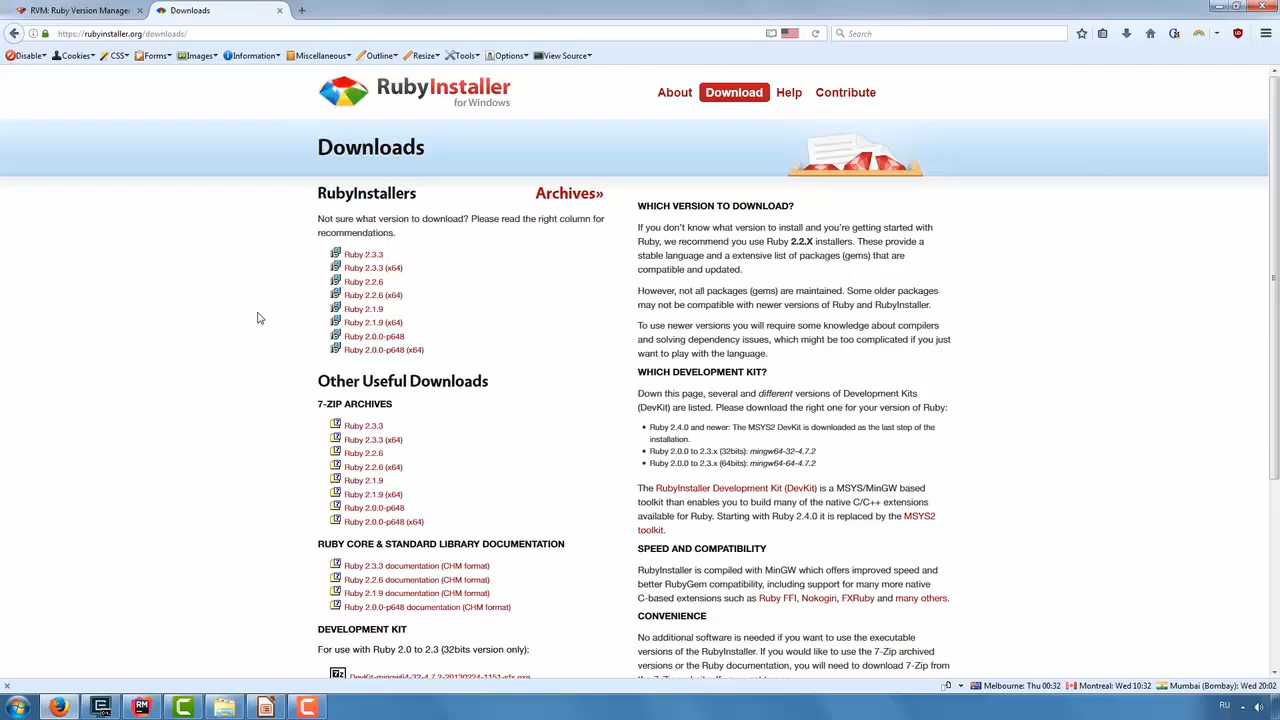 RVM: Ruby Version Manage
Downloads
https://rubyinstaller.org/downloads/
Search
Disable
Cookies
CSS
Forms
Images
Information
Miscellaneous
Outline
Resize
Tools
Options
View Source
RubyInstaller
for Windows
About
Download
Help
Contribute
Downloads
RubyInstallers
Archives»
Not sure what version to download? Please read the right column for
recommendations.
Ruby 2.3.3
Ruby 2.3.3 (x64)
Ruby 2.2.6
Ruby 2.2.6 (x64)
Ruby 2.1.9
Ruby 2.1.9 (x64)
Ruby 2.0.0-p648
Ruby 2.0.0-p648 (x64)
Other Useful Downloads
7-ZIP ARCHIVES
Ruby 2.3.3
Ruby 2.3.3 (x64)
Ruby 2.2.6
Ruby 2.2.6 (x64)
Ruby 2.1.9
Ruby 2.1.9 (x64)
Ruby 2.0.0-p648
Ruby 2.0.0-p648 (x64)
RUBY CORE & STANDARD LIBRARY DOCUMENTATION
Ruby 2.3.3 documentation (CHM format)
Ruby 2.2.6 documentation (CHM format)
Ruby 2.1.9 documentation (CHM format)
Ruby 2.0.0-p648 documentation (CHM format)
DEVELOPMENT KIT
For use with Ruby 2.0 to 2.3 (32bits version only):
DevKit-mingw64-32-4.7.2-20130224-1151-sfx.exe
WHICH VERSION TO DOWNLOAD?
If you don't know what version to install and you're getting started with
Ruby, we recommend you use Ruby 2.2.X installers. These provide a
stable language and a extensive list of packages (gems) that are
compatible and updated.
However, not all packages (gems) are maintained. Some older packages
may not be compatible with newer versions of Ruby and RubyInstaller.
To use newer versions you will require some knowledge about compilers
and solving dependency issues, which might be too complicated if you just
want to play with the language.
WHICH DEVELOPMENT KIT?
Down this page, several and different versions of Development Kits
(DevKit) are listed. Please download the right one for your version of Ruby:
• Ruby 2.4.0 and newer: The MSYS2 DevKit is downloaded as the last step of the
installation.
• Ruby 2.0.0 to 2.3.x (32bits): mingw64-32-4.7.2
• Ruby 2.0.0 to 2.3.x (64bits): mingw64-64-4.7.2
The RubyInstaller Development Kit (DevKit) is a MSYS/MinGW based
toolkit than enables you to build many of the native C/C++ extensions
available for Ruby. Starting with Ruby 2.4.0 it is replaced by the MSYS2
toolkit.
SPEED AND COMPATIBILITY
RubyInstaller is compiled with MinGW which offers improved speed and
better RubyGem compatibility, including support for many more native
C-based extensions such as Ruby FFI, Nokogiri, FXRuby and many others.
CONVENIENCE
No additional software is needed if you want to use the executable
versions of the RubyInstaller. If you would like to use the 7-Zip archived
versions or the Ruby documentation, you will need to download 7-Zip from
Melbourne: Thu 00:32
Montreal: Wed 10:32
Mumbai (Bombay): Wed 20:02
RM
RU